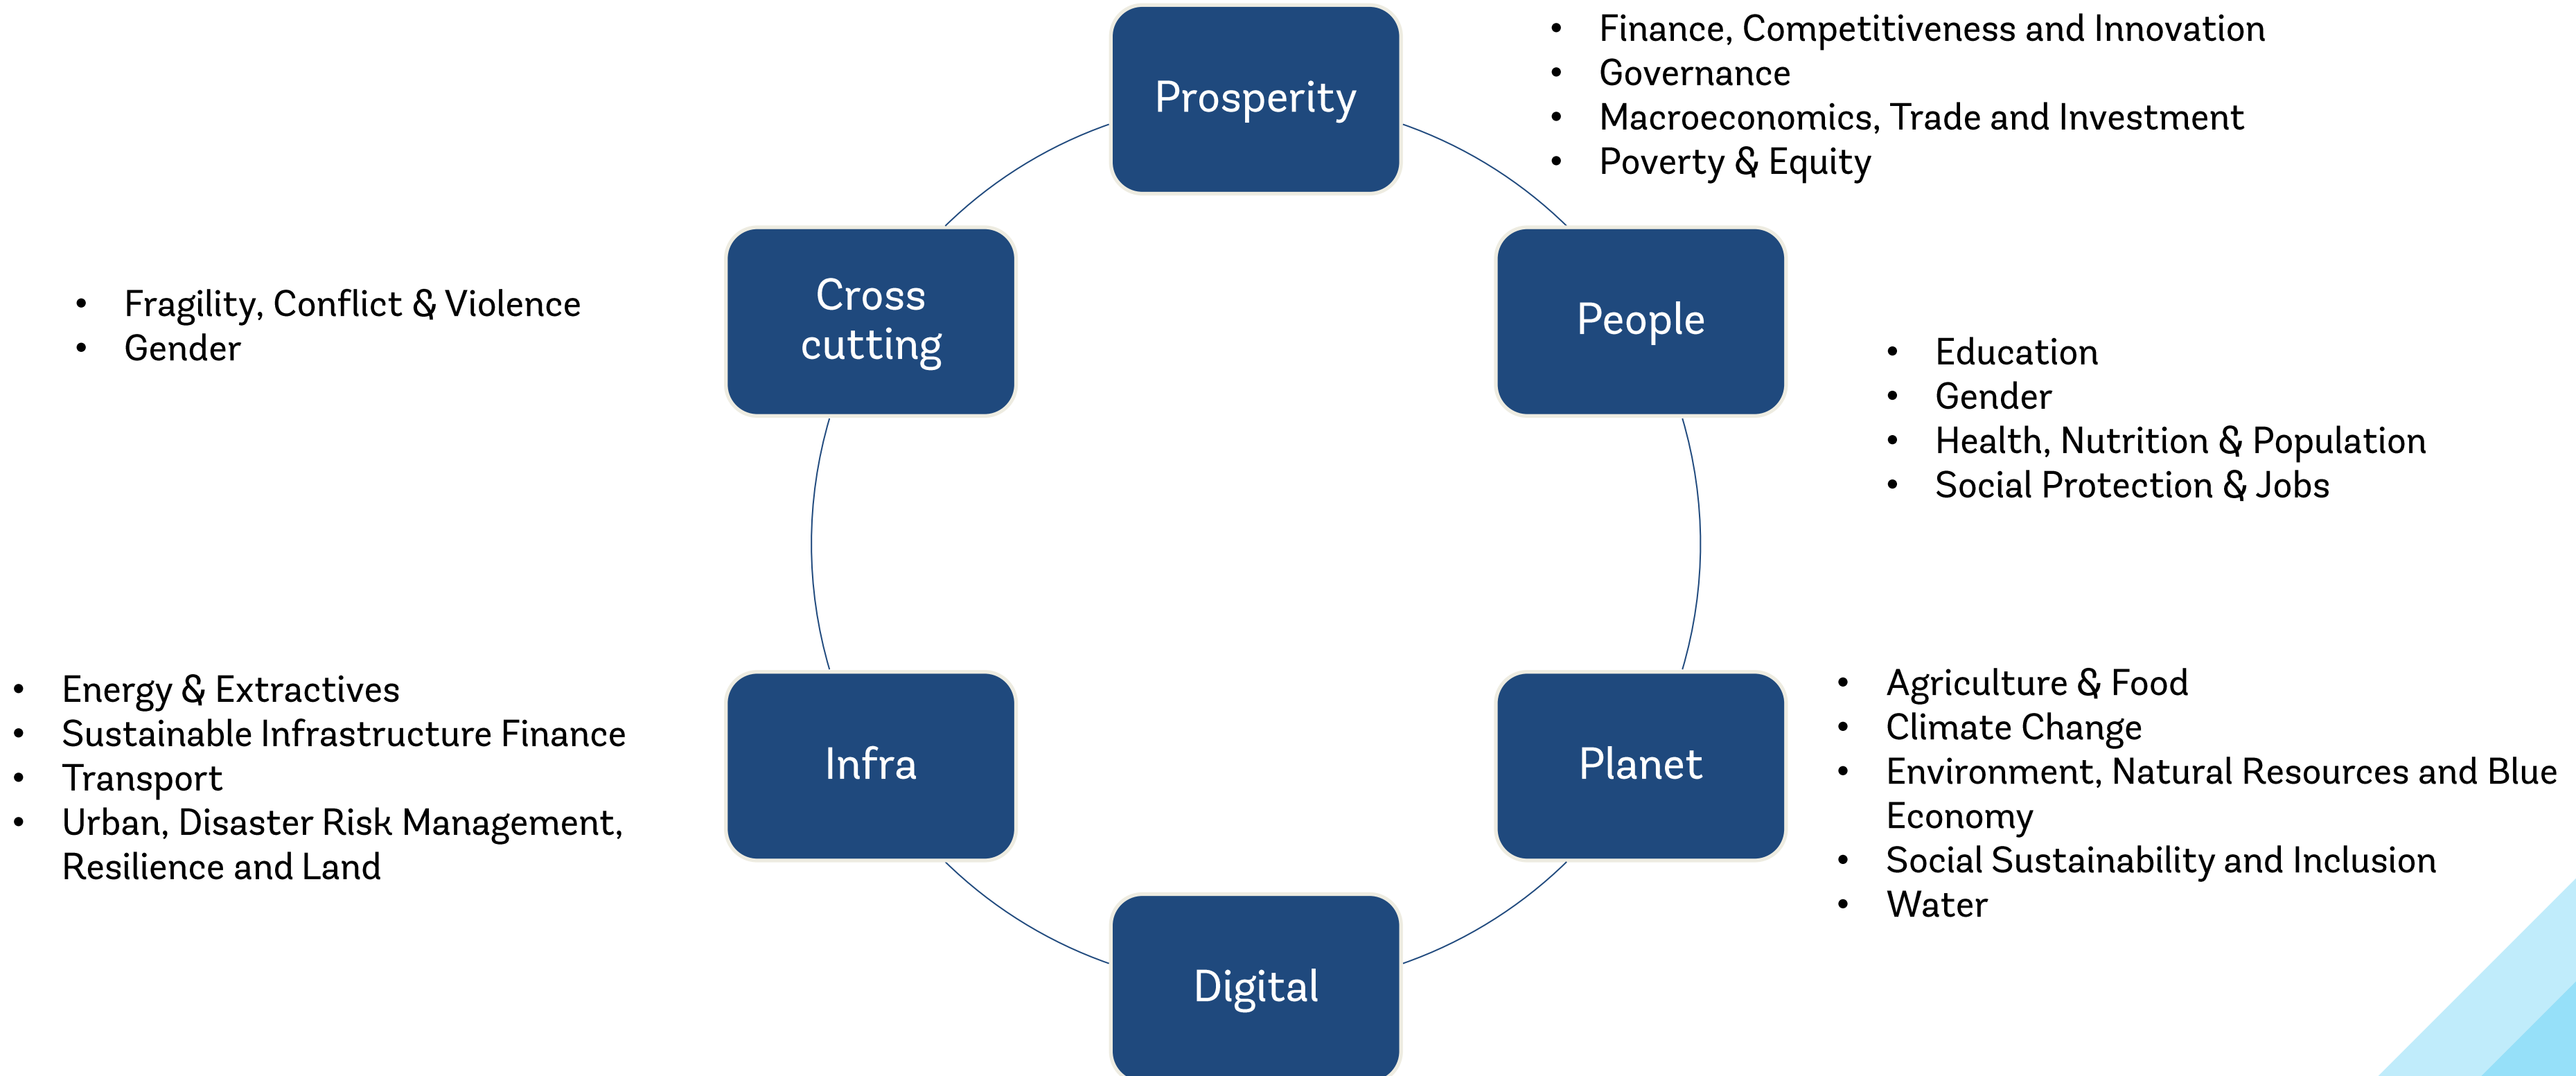 Prosperity
• Finance, Competitiveness and Innovation
• Governance
• Macroeconomics, Trade and Investment
• Poverty & Equity
People
• Education
• Gender
• Health, Nutrition & Population
• Social Protection & Jobs
Planet
• Agriculture & Food
• Climate Change
• Environment, Natural Resources and Blue
Economy
• Social Sustainability and Inclusion
• Water
Digital
Infra
• Energy & Extractives
• Sustainable Infrastructure Finance
• Transport
• Urban, Disaster Risk Management,
Resilience and Land
Cross
cutting
• Fragility, Conflict & Violence
• Gender